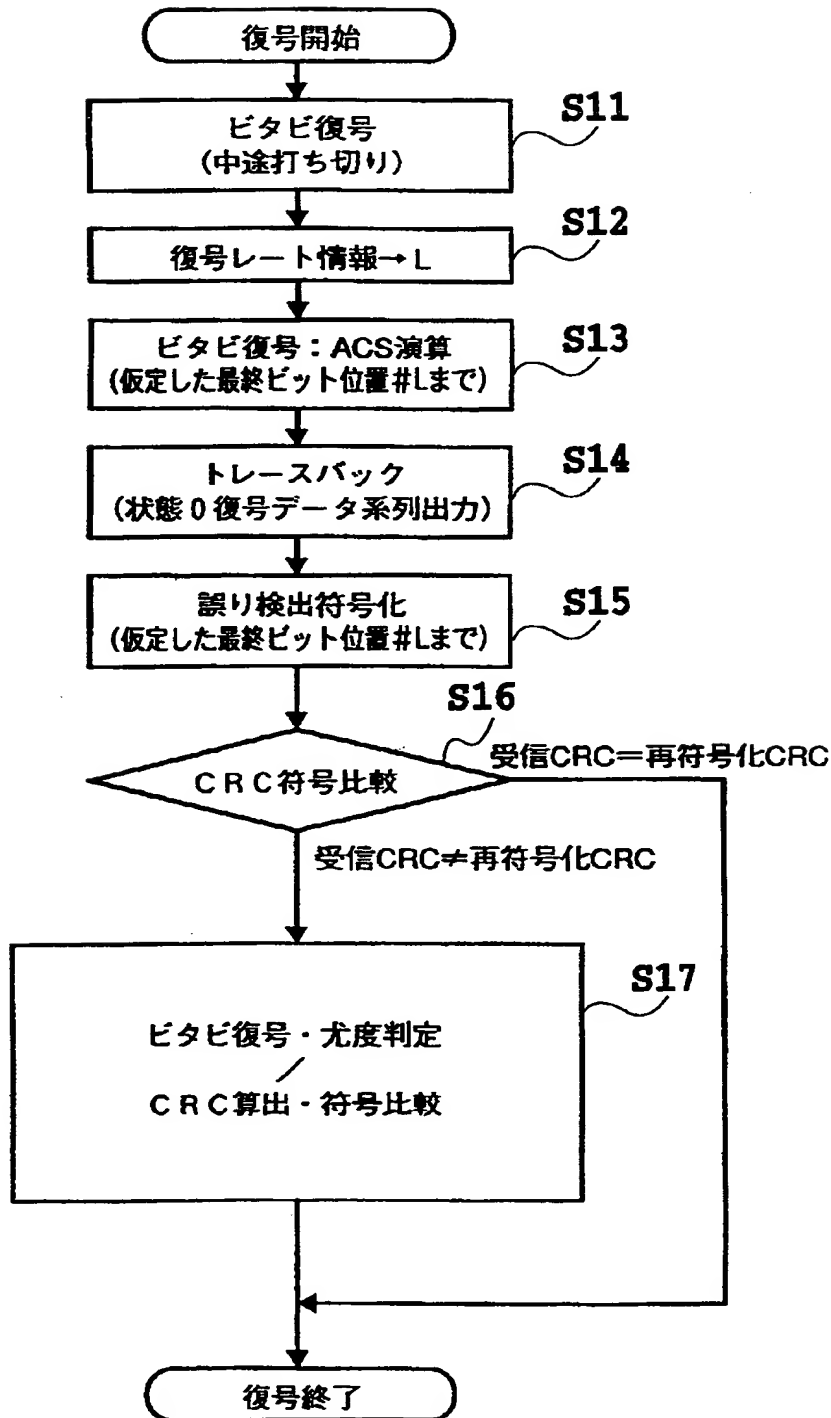 復号開始
S11
ビタビ復号
(中途打ち切り)
S12
復号レート情報→L
S13
ビタビ復号：ACS演算
(仮定した最終ビット位置#Lまで)
S14
トレースバック
(状態0復号データ系列出力)
S15
誤り検出符号化
(仮定した最終ビット位置#Lまで)
S16
受信CRC＝再符号化CRC
CRC符号比較
受信CRC≠再符号化CRC
S17
ビタビ復号・尤度判定
／
CRC算出・符号比較
復号終了